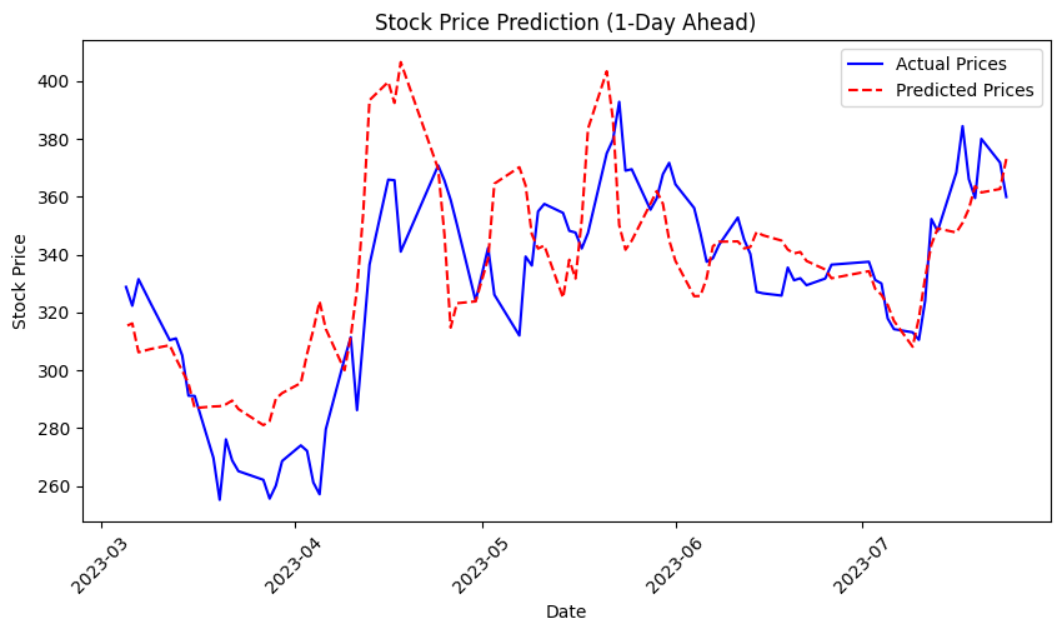 Stock Price Prediction (1-Day Ahead)
Actual Prices
Predicted Prices
Stock Price
400
380
360
340
320
300
280
260
2023-03
2023-04
2023-05
2023-06
2023-07
Date